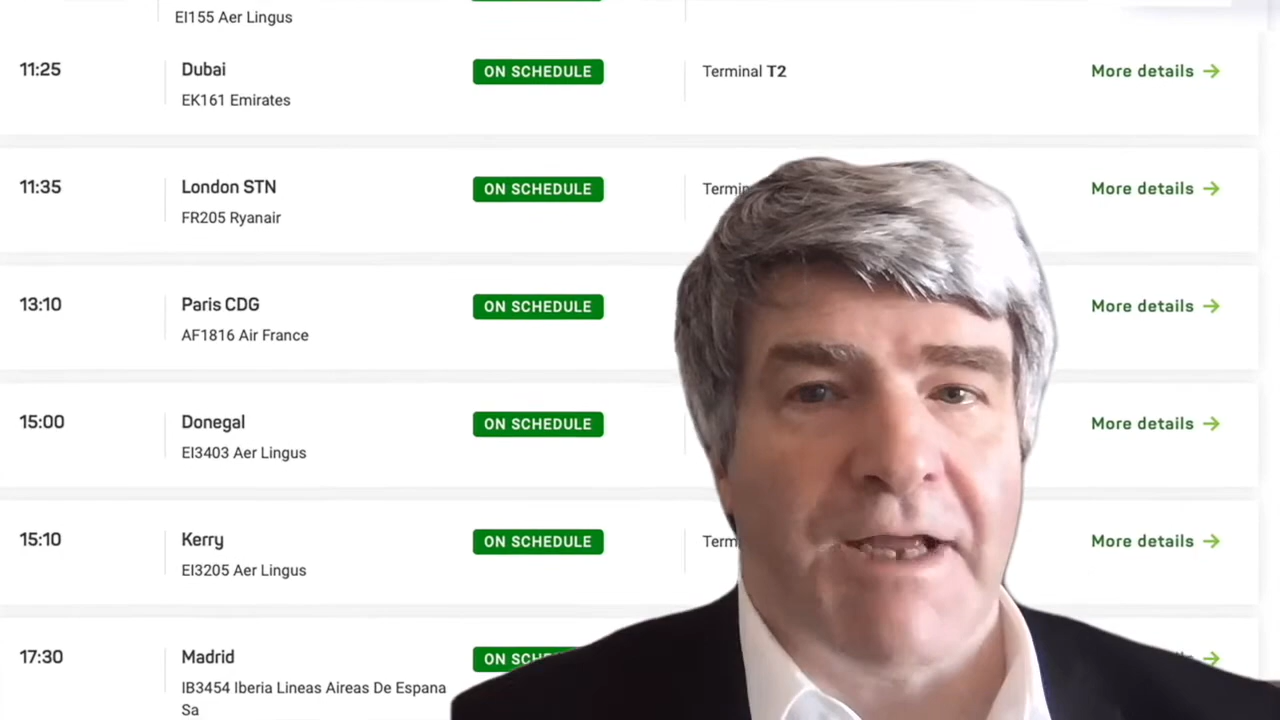 EI155 Aer Lingus
11:25 Dubai ON SCHEDULE Terminal T2 More details
EK161 Emirates
11:35 London STN ON SCHEDULE More details
FR205 Ryanair
13:10 Paris CDG ON SCHEDULE More details
AF1816 Air France
15:00 Donegal ON SCHEDULE More details
EI3403 Aer Lingus
15:10 Kerry ON SCHEDULE More details
EI3205 Aer Lingus
17:30 Madrid ON
IB3454 Iberia Lineas Aireas De Espana
Sa